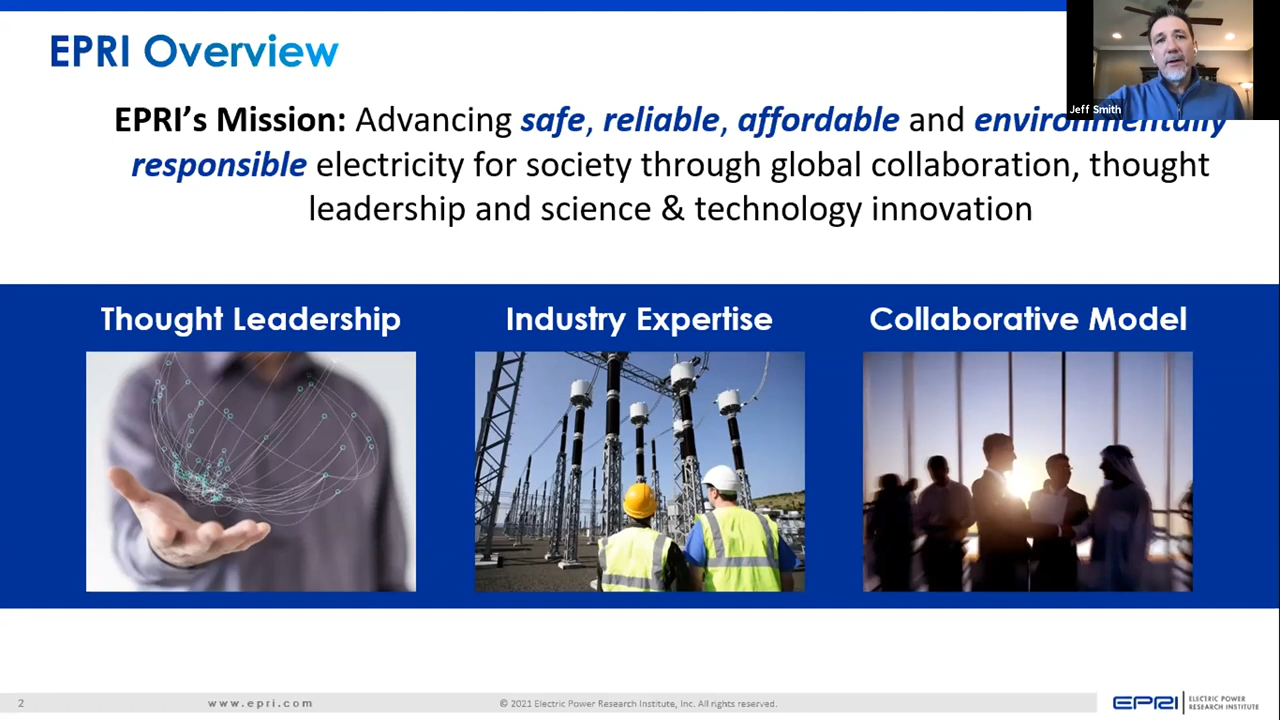 EPRI Overview
Jeff Smith
EPRI's Mission: Advancing safe, reliable, affordable and environmentally
responsible electricity for society through global collaboration, thought
leadership and science & technology innovation
Thought Leadership
Industry Expertise
Collaborative Model
2
www.epri.com
© 2021 Electric Power Research Institute, Inc. All rights reserved.
EPRI
ELECTRIC POWER
RESEARCH INSTITUTE